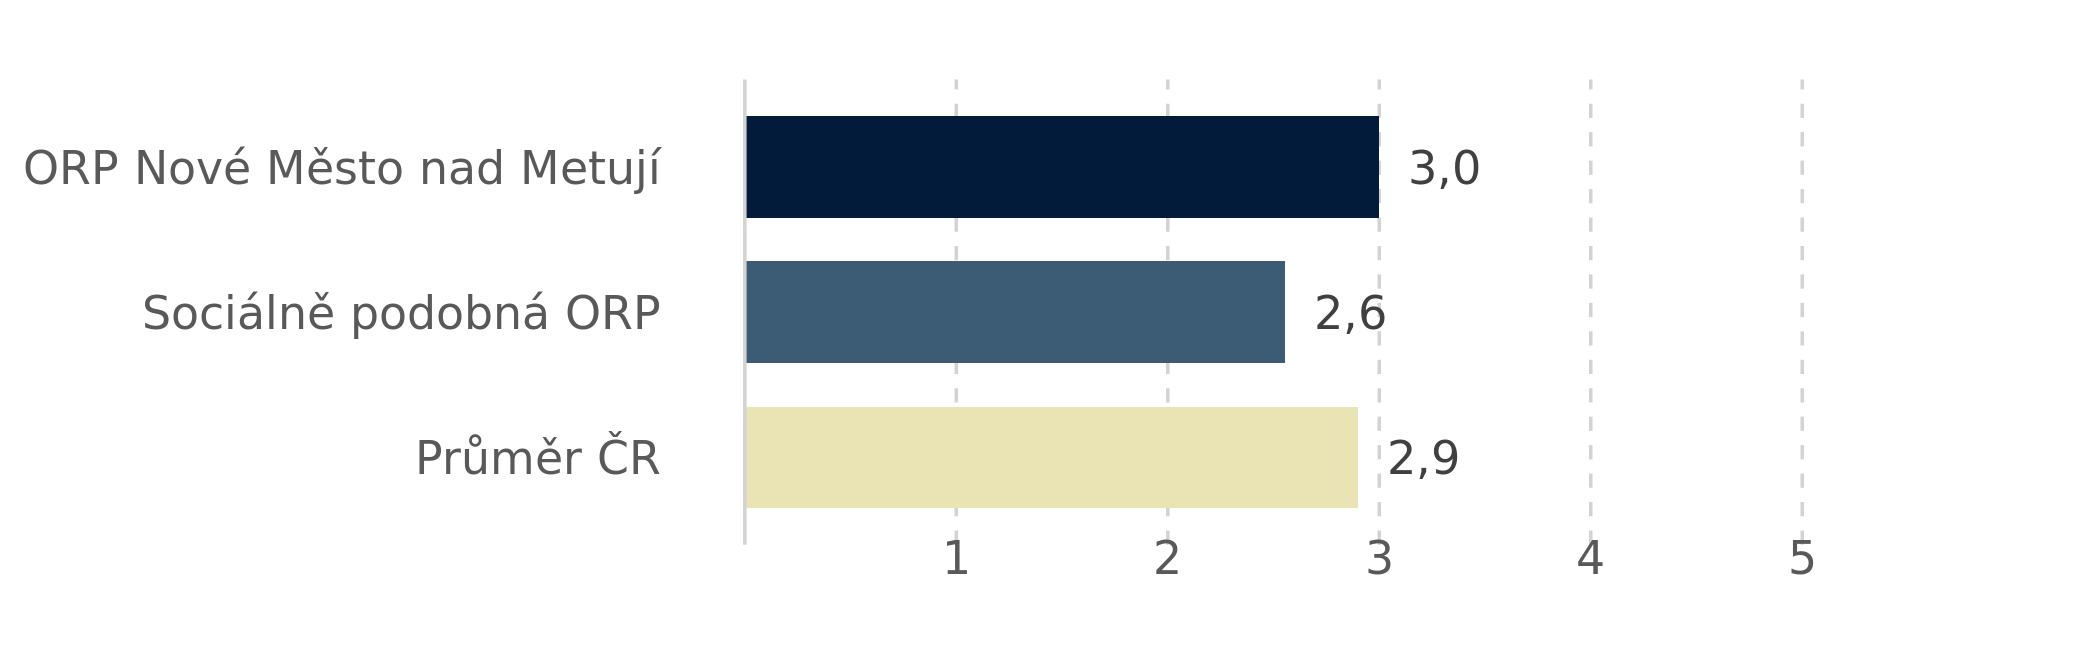 ORP Nové Město nad Metují 3,0
Sociálně podobná ORP 2,6
Průměr ČR 2,9
1 2 3 4 5